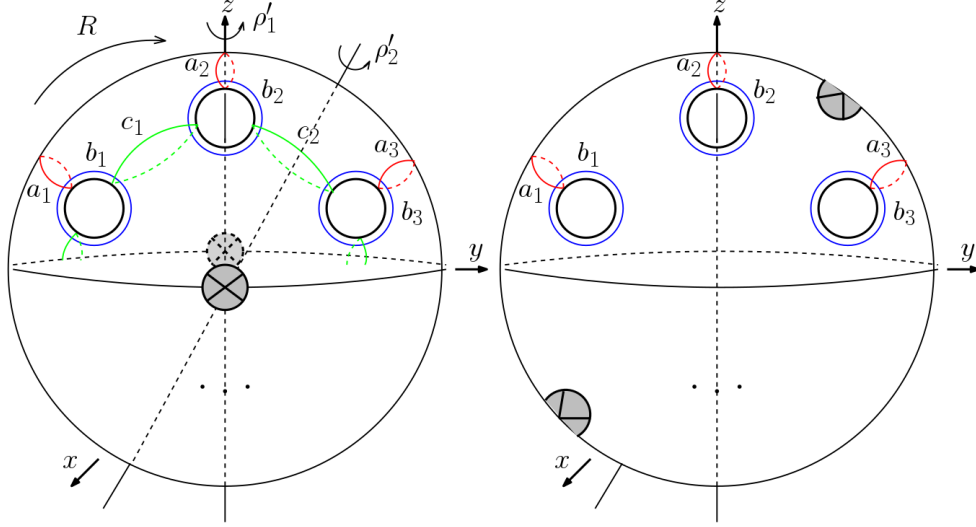 R
z
ρ′₁
ρ′₂
a₂
b₂
c₁
c₂
b₁
a₃
a₁
b₃
y
x
z
a₂
b₂
b₁
a₃
a₁
b₃
y
x